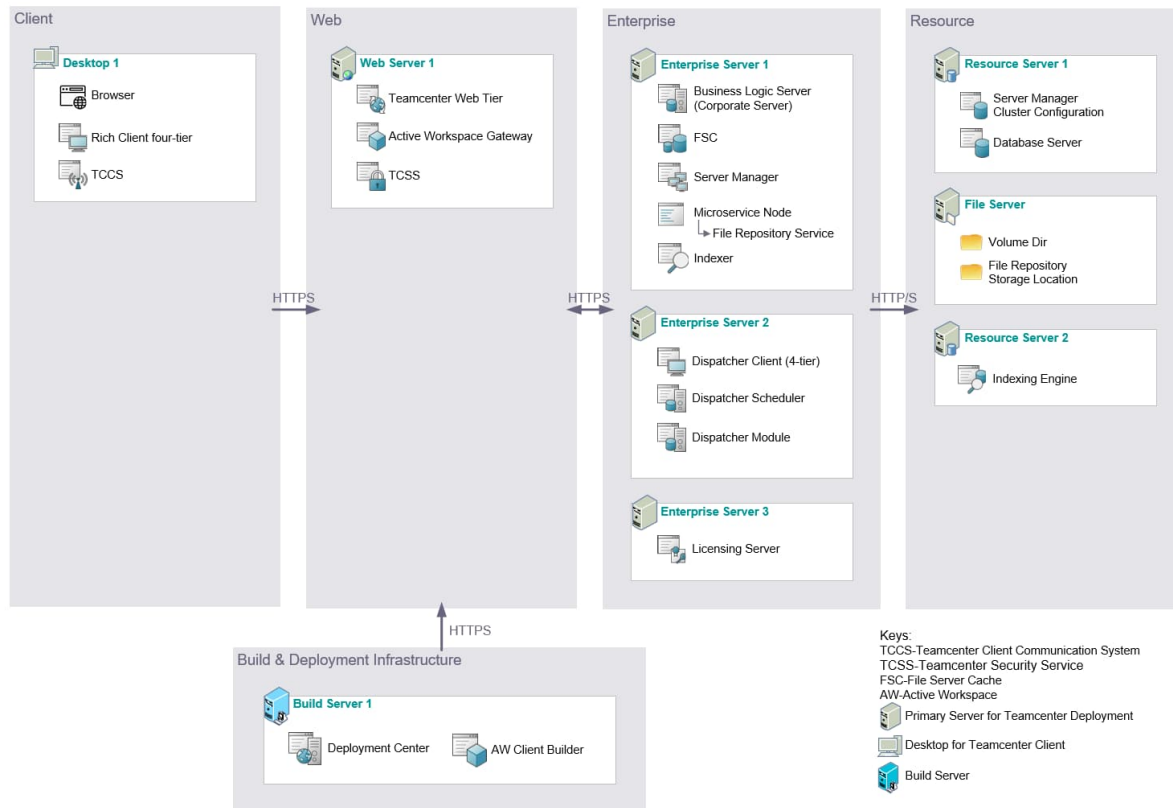 Client
Desktop 1
Browser
Rich Client four-tier
TCCS
HTTPS
Web
Web Server 1
Teamcenter Web Tier
Active Workspace Gateway
TCSS
HTTPS
Enterprise
Enterprise Server 1
Business Logic Server
(Corporate Server)
FSC
Server Manager
Microservice Node
File Repository Service
Indexer
Enterprise Server 2
Dispatcher Client (4-tier)
Dispatcher Scheduler
Dispatcher Module
Enterprise Server 3
Licensing Server
HTTP/S
Resource
Resource Server 1
Server Manager
Cluster Configuration
Database Server
File Server
Volume Dir
File Repository
Storage Location
Resource Server 2
Indexing Engine
HTTPS
Build & Deployment Infrastructure
Build Server 1
Deployment Center
AW Client Builder
Keys:
TCCS-Teamcenter Client Communication System
TCSS-Teamcenter Security Service
FSC-File Server Cache
AW-Active Workspace
Primary Server for Teamcenter Deployment
Desktop for Teamcenter Client
Build Server